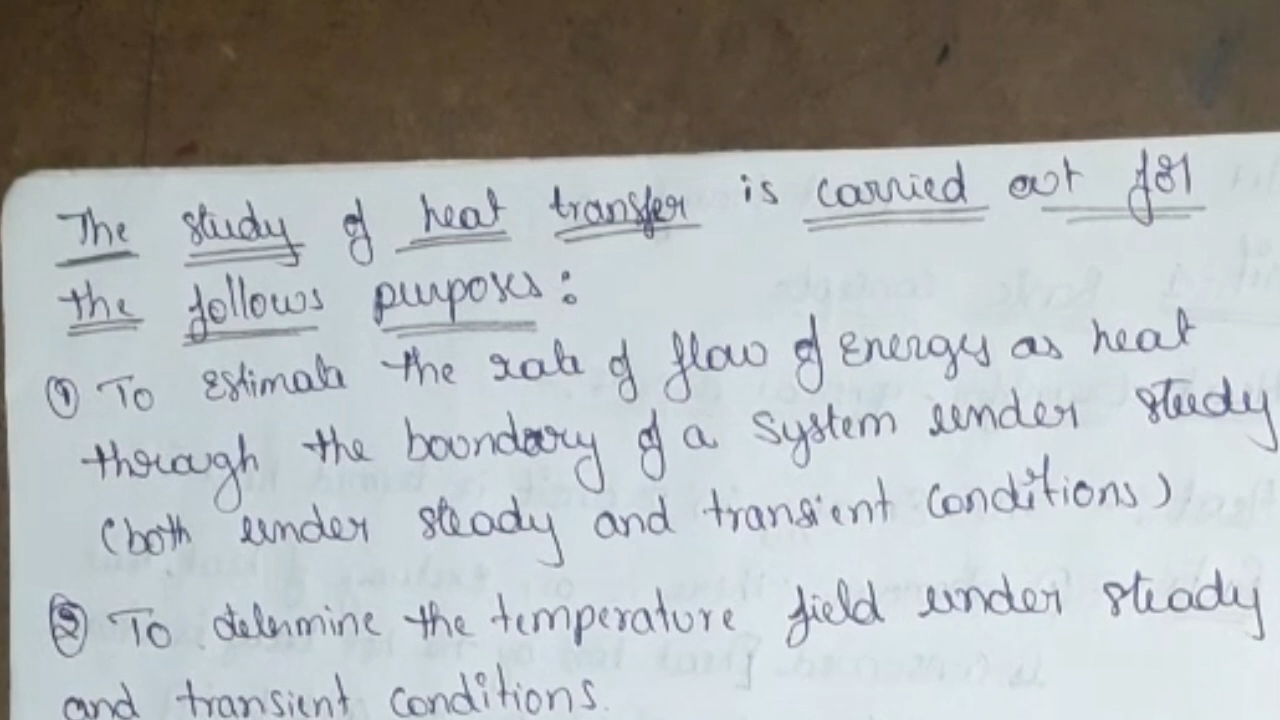 The study of heat transfer is carried out for
the follows purposes:
① To Estimate the rate of flow of Energy as heat
through the boundary of a system under study
(both under steady and transient conditions)
② To determine the temperature field under steady
and transient conditions.